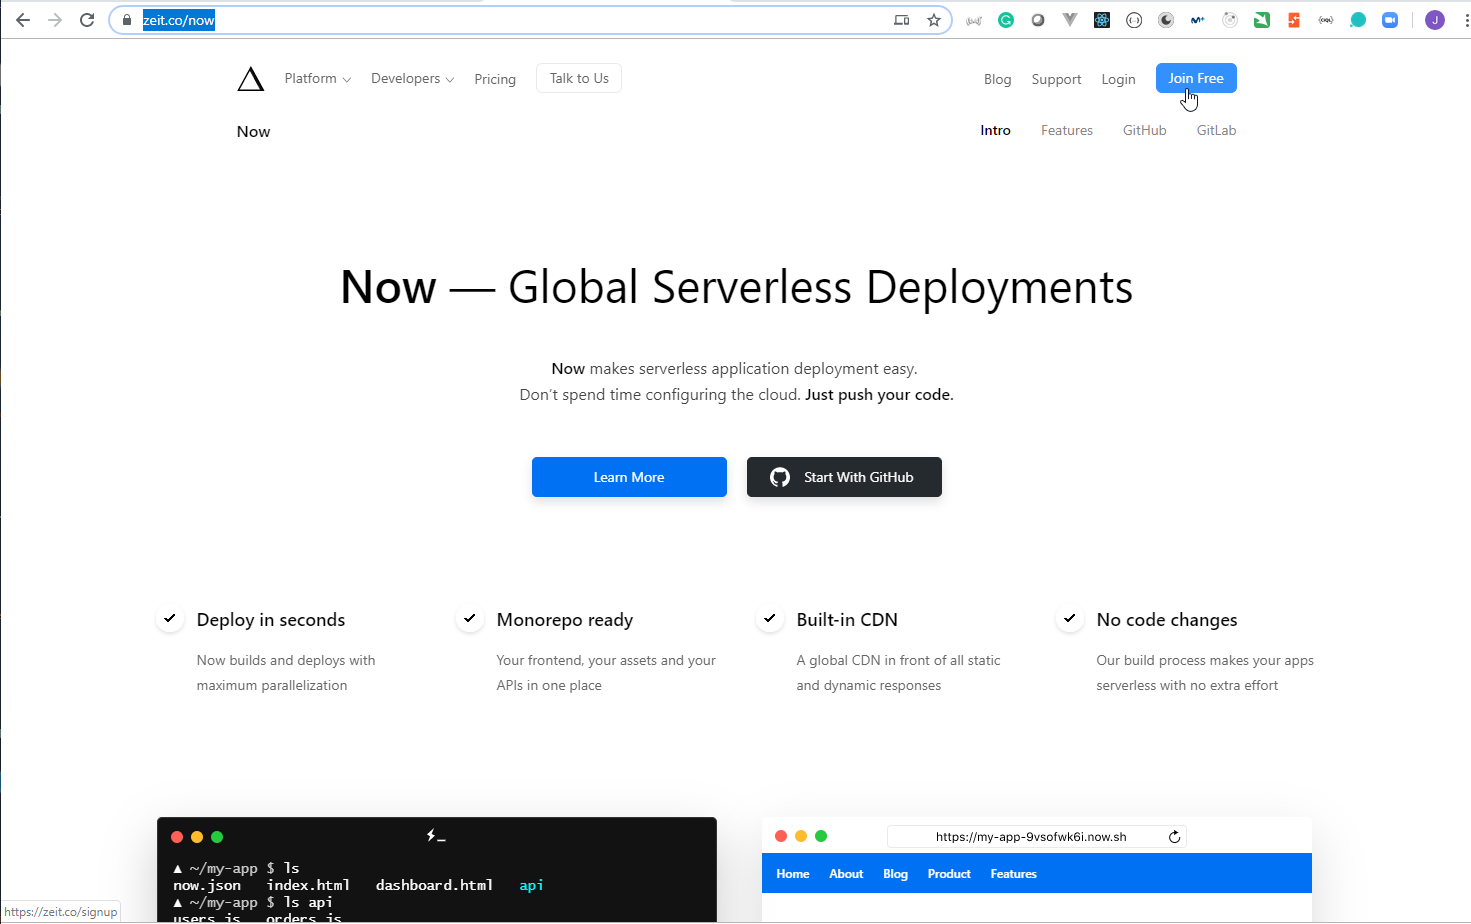 zeit.co/now
J
Platform Developers Pricing Talk to Us Blog Support Login Join Free
Now Intro Features GitHub GitLab
Now — Global Serverless Deployments
Now makes serverless application deployment easy.
Don't spend time configuring the cloud. Just push your code.
Learn More Start With GitHub
Deploy in seconds
Now builds and deploys with
maximum parallelization
Monorepo ready
Your frontend, your assets and your
APIs in one place
Built-in CDN
A global CDN in front of all static
and dynamic responses
No code changes
Our build process makes your apps
serverless with no extra effort
▲ ~/my-app $ ls
now.json index.html dashboard.html api
▲ ~/my-app $ ls api
users.js orders.js
https://my-app-9vsofwk6i.now.sh
Home About Blog Product Features
https://zeit.co/signup